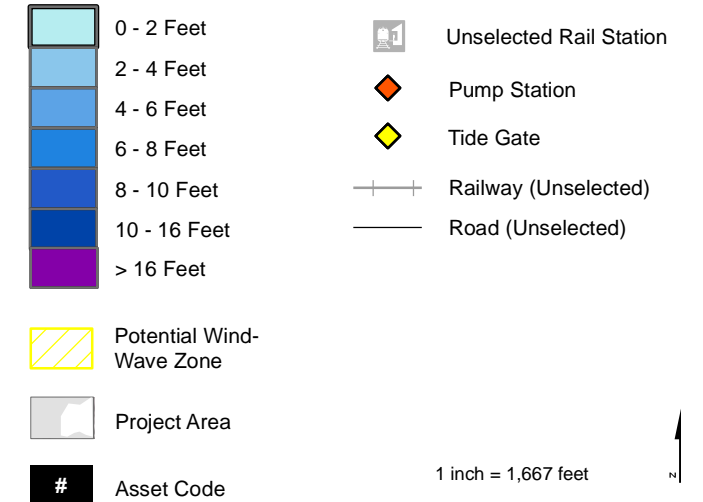 0 - 2 Feet
2 - 4 Feet
4 - 6 Feet
6 - 8 Feet
8 - 10 Feet
10 - 16 Feet
> 16 Feet
Potential Wind-
Wave Zone
Project Area
# Asset Code
Unselected Rail Station
Pump Station
Tide Gate
Railway (Unselected)
Road (Unselected)
1 inch = 1,667 feet
N